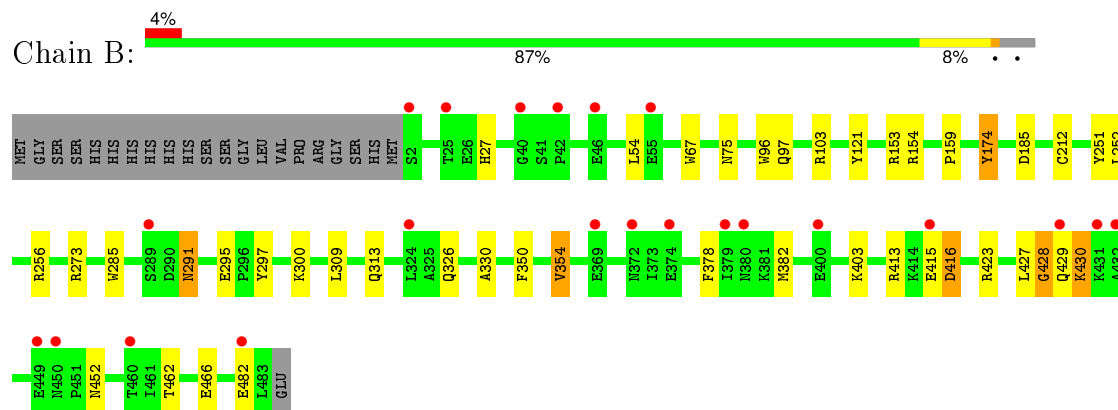 4%
Chain B:
87% 8% • •
MET GLY SER SER HIS HIS HIS HIS HIS HIS SER SER GLY LEU VAL PRO ARG GLY SER HIS MET S2 T25 E26 H27 G40 S41 P42 E46 L54 E55 W67 N75 W96 Q97 R103 Y121 R153 R154 P159 Y174 D185 C212 Y251 L252
R256 R273 W285 S289 D290 N291 E295 P296 Y297 K300 L309 Q313 L324 A325 Q326 A330 F350 V354 E369 N372 I373 E374 F378 I379 N380 K381 M382 E400 K403 R413 K414 E415 D416 R423 L427 G428 Q429 K430 K431 A432
E449 N450 P451 N452 T460 I461 T462 E466 E482 L483 GLU